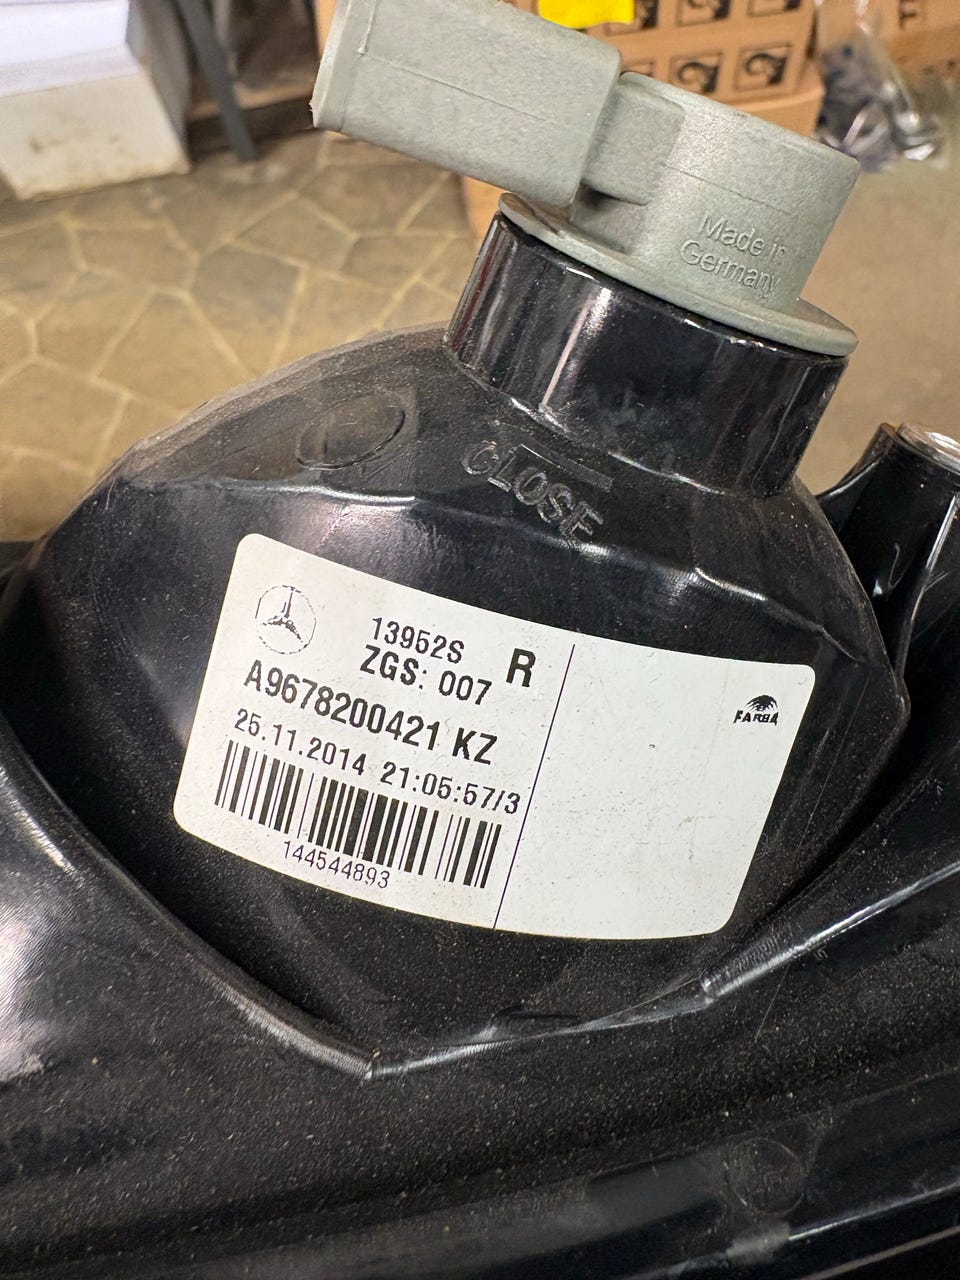 Made in
Germany
CLOSE
13952S
ZGS: 007
R
A9678200421 KZ
25.11.2014 21:05:57/3
144544893
FARBA